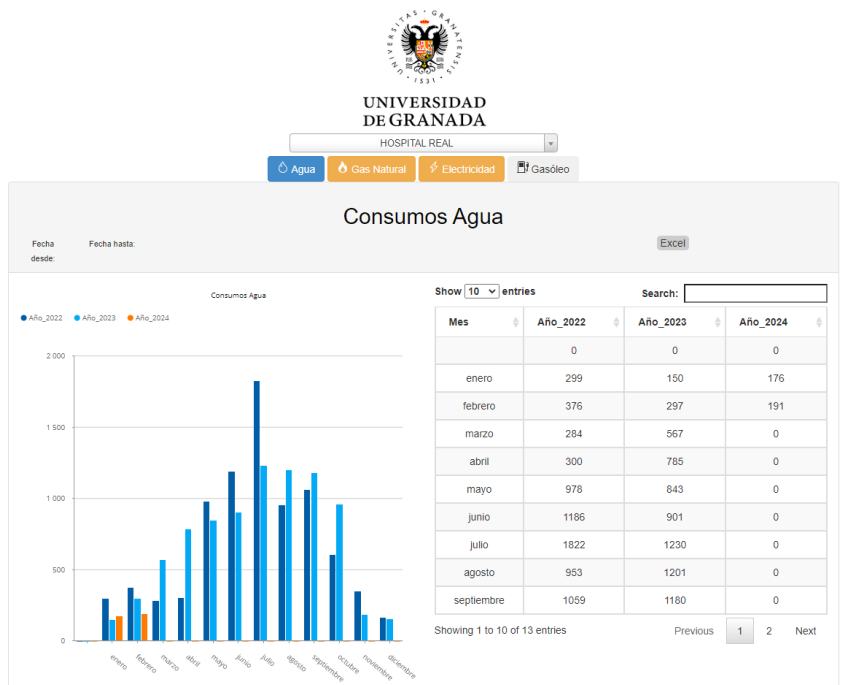 UNIVERSITAS · GRANATENSIS · 1531 ·
UNIVERSIDAD
DE GRANADA
HOSPITAL REAL
Agua Gas Natural Electricidad Gasóleo
Consumos Agua
Fecha desde: Fecha hasta: Excel
Consumos Agua
Año_2022 Año_2023 Año_2024
2 000
1 500
1 000
500
0
enero febrero marzo abril mayo junio julio agosto septiembre octubre noviembre diciembre
Show 10 entries Search:
Mes Año_2022 Año_2023 Año_2024
0 0 0
enero 299 150 176
febrero 376 297 191
marzo 284 567 0
abril 300 785 0
mayo 978 843 0
junio 1186 901 0
julio 1822 1230 0
agosto 953 1201 0
septiembre 1059 1180 0
Showing 1 to 10 of 13 entries Previous 1 2 Next